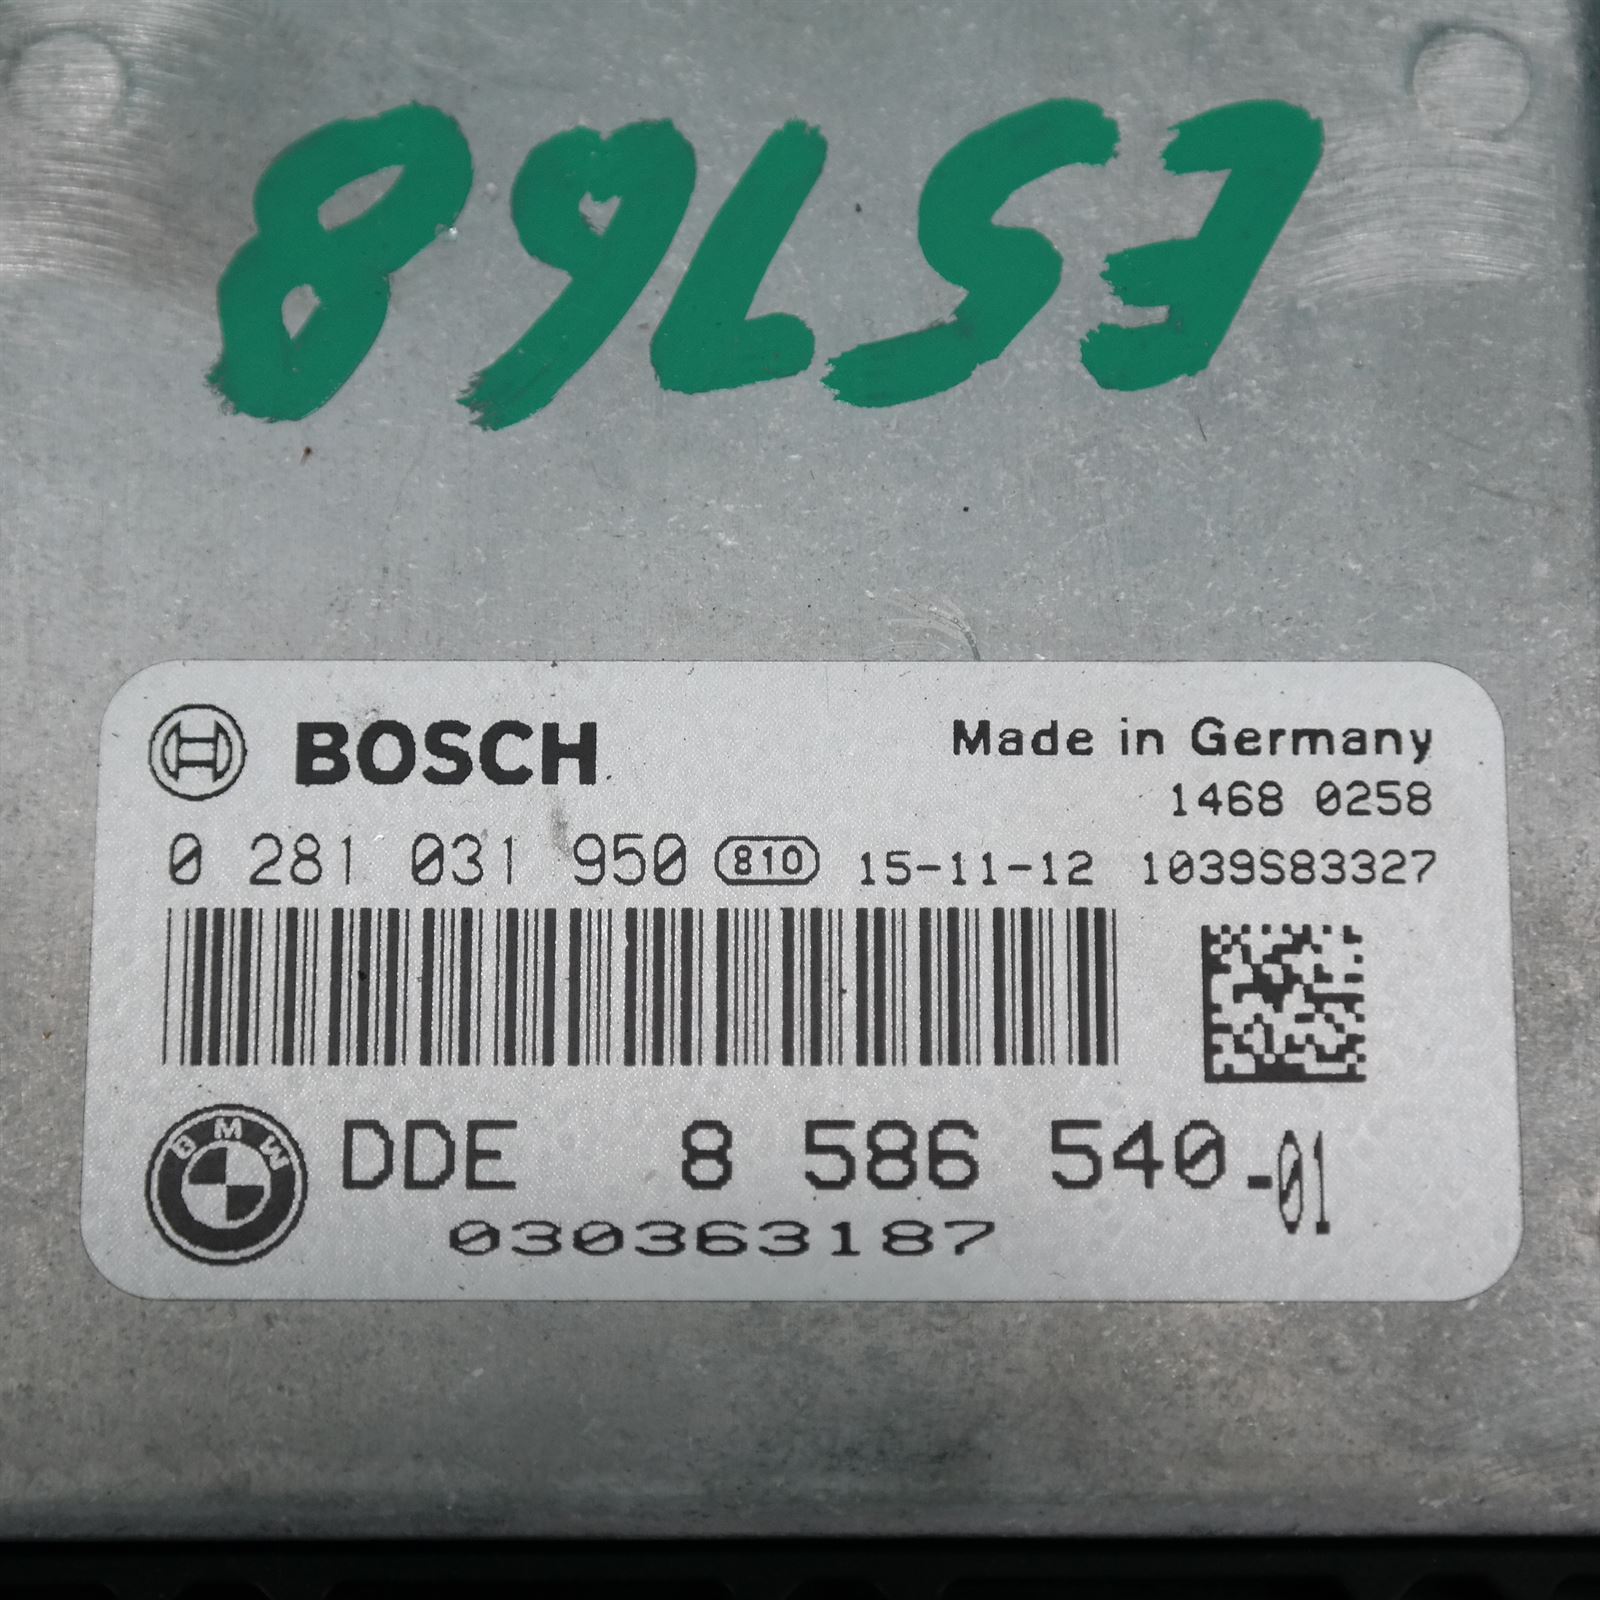 ES768
BOSCH
Made in Germany
1468 0258
0 281 031 950 810 15-11-12 1039S83327
BMW
DDE 8 586 540-01
030363187